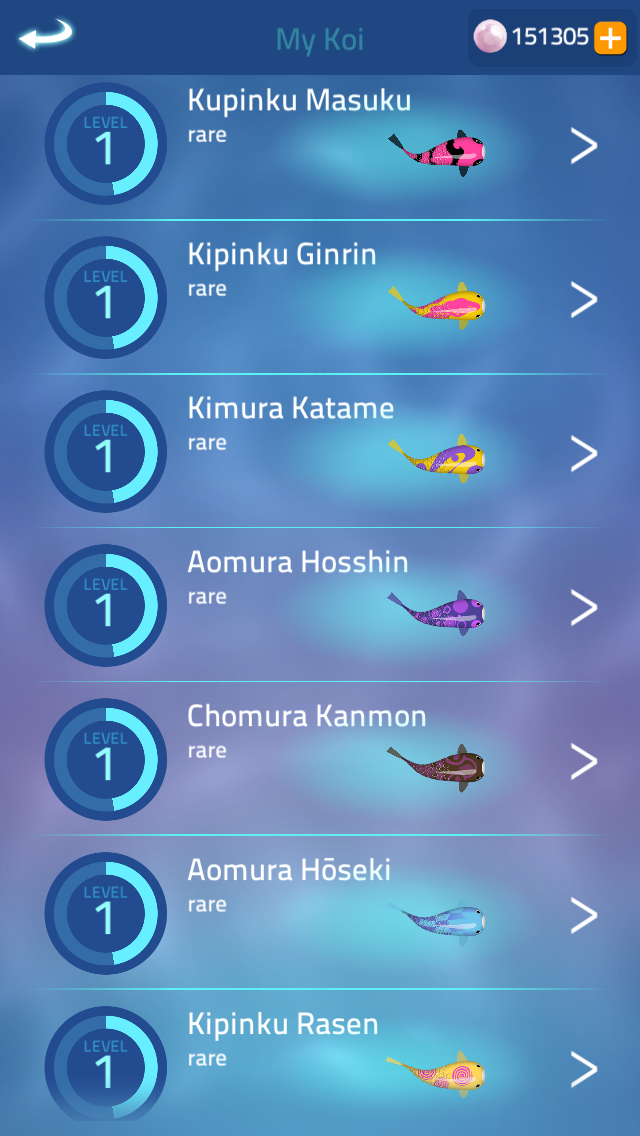 My Koi
151305
Kupinku Masuku
LEVEL
1
rare
Kipinku Ginrin
LEVEL
1
rare
Kimura Katame
LEVEL
1
rare
Aomura Hosshin
LEVEL
1
rare
Chomura Kanmon
LEVEL
1
rare
Aomura Hōseki
LEVEL
1
rare
Kipinku Rasen
LEVEL
1
rare